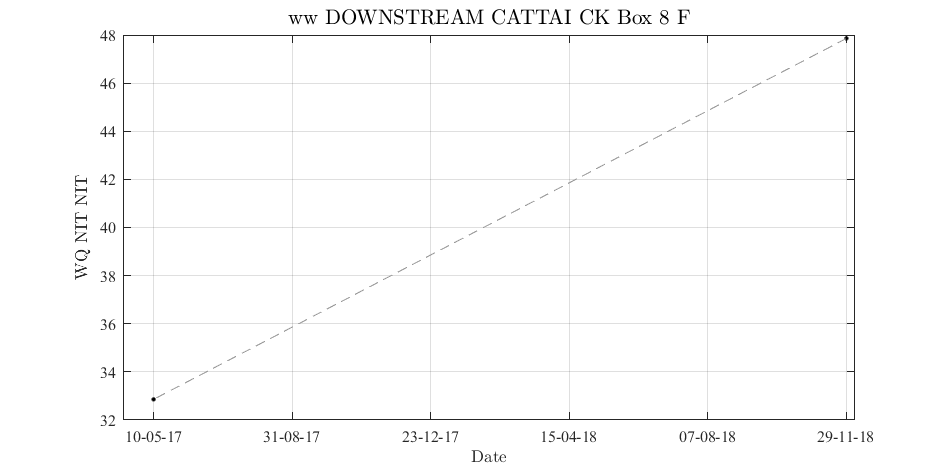 ww DOWNSTREAM CATTAI CK Box 8 F
48
46
44
42
40
38
36
34
32
WQ NIT NIT
10-05-17 31-08-17 23-12-17 15-04-18 07-08-18 29-11-18
Date